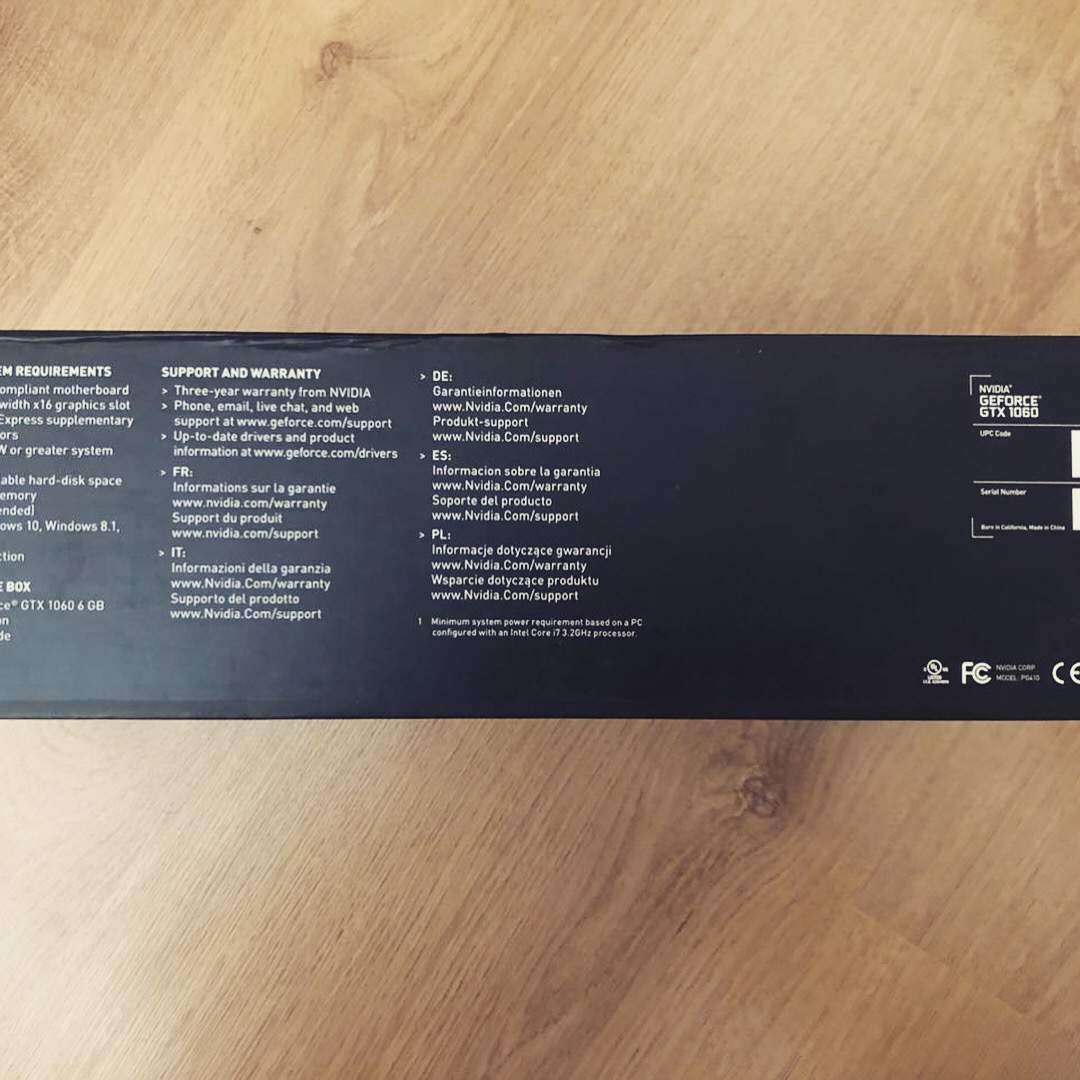 EM REQUIREMENTS
ompliant motherboard
width x16 graphics slot
Express supplementary
ors
W or greater system
able hard-disk space
emory
ended)
ows 10, Windows 8.1,
ction
E BOX
ce® GTX 1060 6 GB
on
de
SUPPORT AND WARRANTY
> Three-year warranty from NVIDIA
> Phone, email, live chat, and web
support at www.geforce.com/support
> Up-to-date drivers and product
information at www.geforce.com/drivers
> FR:
Informations sur la garantie
www.nvidia.com/warranty
Support du produit
www.nvidia.com/support
> IT:
Informazioni della garanzia
www.Nvidia.Com/warranty
Supporto del prodotto
www.Nvidia.Com/support
> DE:
Garantieinformationen
www.Nvidia.Com/warranty
Produkt-support
www.Nvidia.Com/support
> ES:
Informacion sobre la garantia
www.Nvidia.Com/warranty
Soporte del producto
www.Nvidia.Com/support
> PL:
Informacje dotyczące gwarancji
www.Nvidia.Com/warranty
Wsparcie dotyczące produktu
www.Nvidia.Com/support
1 Minimum system power requirement based on a PC
configured with an Intel Core i7 3.2GHz processor.
NVIDIA®
GEFORCE®
GTX 1060
UPC Code
Serial Number
Born in California, Made in China
c UL us
LISTED
FC
NVIDIA CORP
MODEL: PG410
CE